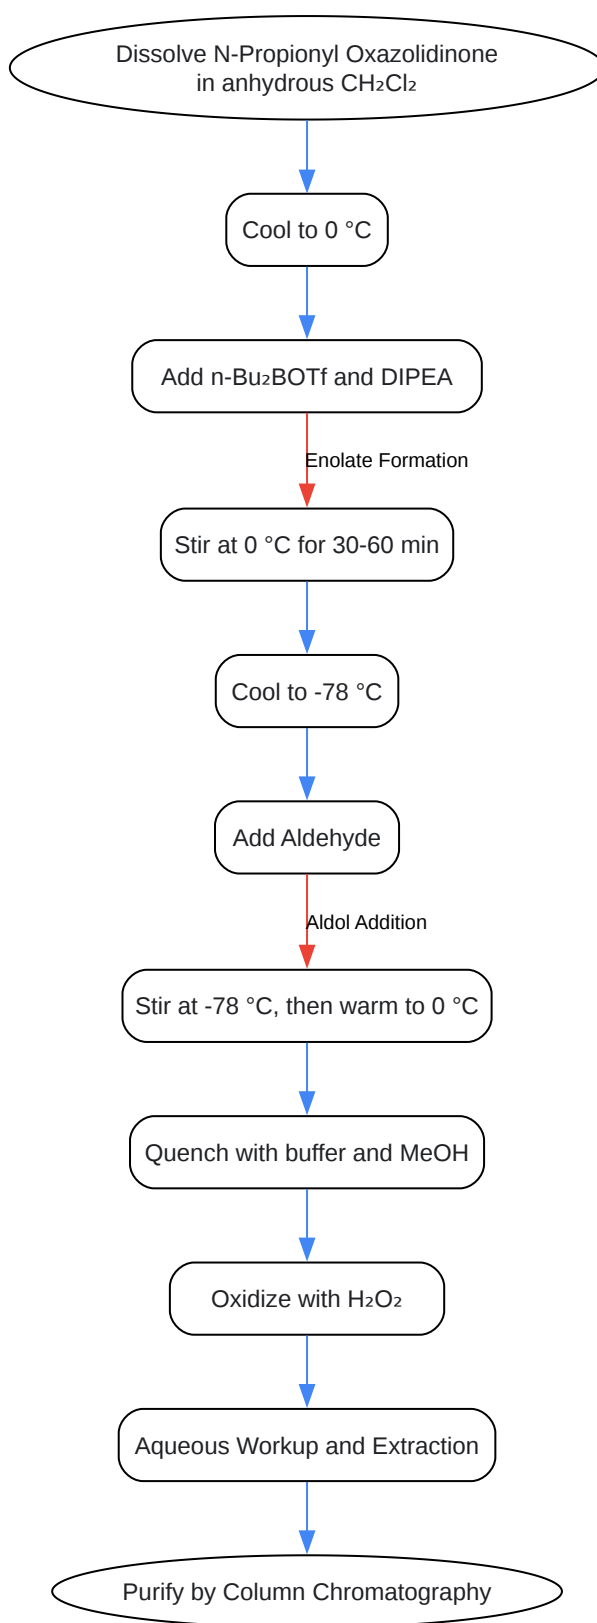 Dissolve N-Propionyl Oxazolidinone
in anhydrous CH₂Cl₂
Cool to 0 °C
Add n-Bu₂BOTf and DIPEA
Enolate Formation
Stir at 0 °C for 30-60 min
Cool to -78 °C
Add Aldehyde
Aldol Addition
Stir at -78 °C, then warm to 0 °C
Quench with buffer and MeOH
Oxidize with H₂O₂
Aqueous Workup and Extraction
Purify by Column Chromatography